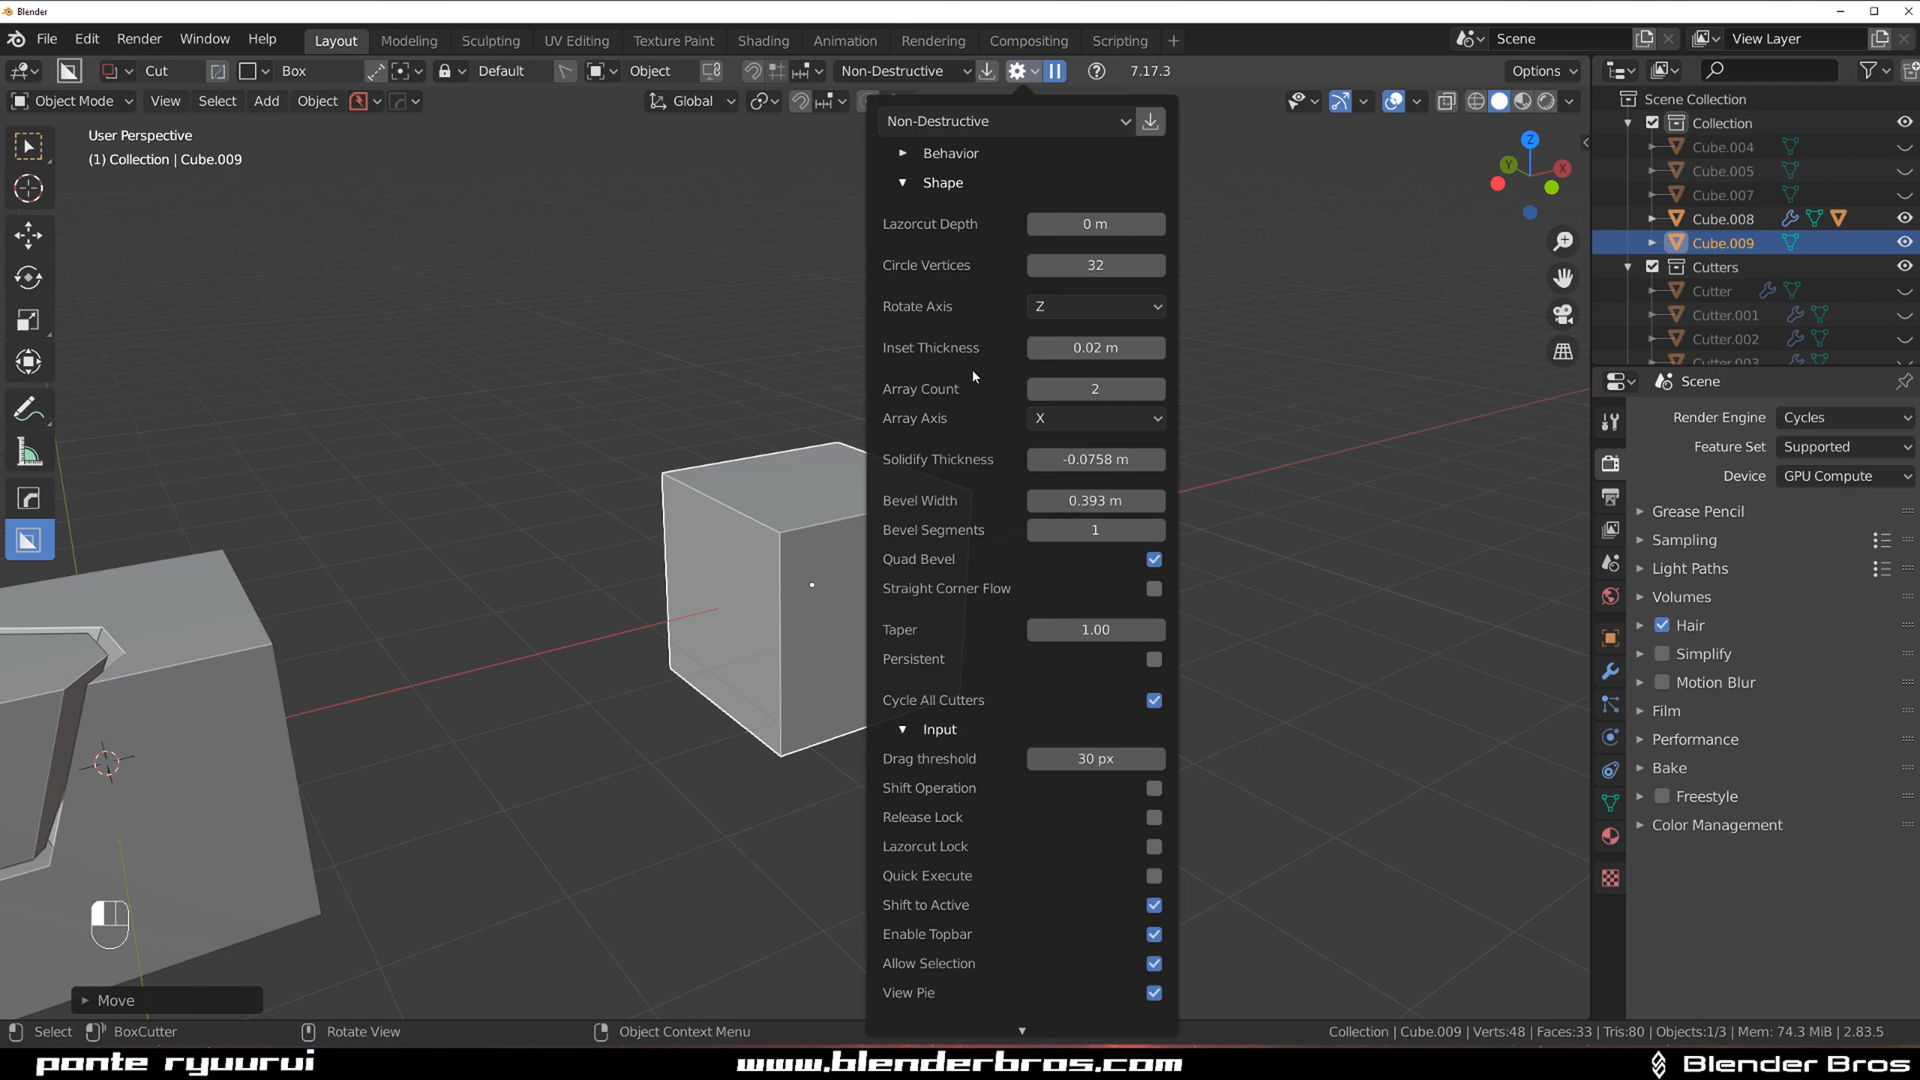 Blender
File Edit Render Window Help Layout Modeling Sculpting UV Editing Texture Paint Shading Animation Rendering Compositing Scripting + Scene View Layer
Cut Box Default Object Non-Destructive 7.17.3 Options
Object Mode View Select Add Object Global
User Perspective
(1) Collection | Cube.009
Non-Destructive
Behavior
Shape
Lazorcut Depth 0 m
Circle Vertices 32
Rotate Axis Z
Inset Thickness 0.02 m
Array Count 2
Array Axis X
Solidify Thickness -0.0758 m
Bevel Width 0.393 m
Bevel Segments 1
Quad Bevel
Straight Corner Flow
Taper 1.00
Persistent
Cycle All Cutters
Input
Drag threshold 30 px
Shift Operation
Release Lock
Lazorcut Lock
Quick Execute
Shift to Active
Enable Topbar
Allow Selection
View Pie
Z
Y
X
Scene Collection
Collection
Cube.004
Cube.005
Cube.007
Cube.008
Cube.009
Cutters
Cutter
Cutter.001
Cutter.002
Cutter.003
Scene
Render Engine Cycles
Feature Set Supported
Device GPU Compute
Grease Pencil
Sampling
Light Paths
Volumes
Hair
Simplify
Motion Blur
Film
Performance
Bake
Freestyle
Color Management
Move
Select BoxCutter Rotate View Object Context Menu Collection | Cube.009 | Verts:48 | Faces:33 | Tris:80 | Objects:1/3 | Mem: 74.3 MiB | 2.83.5
ponte ryuurui www.blenderbros.com Blender Bros